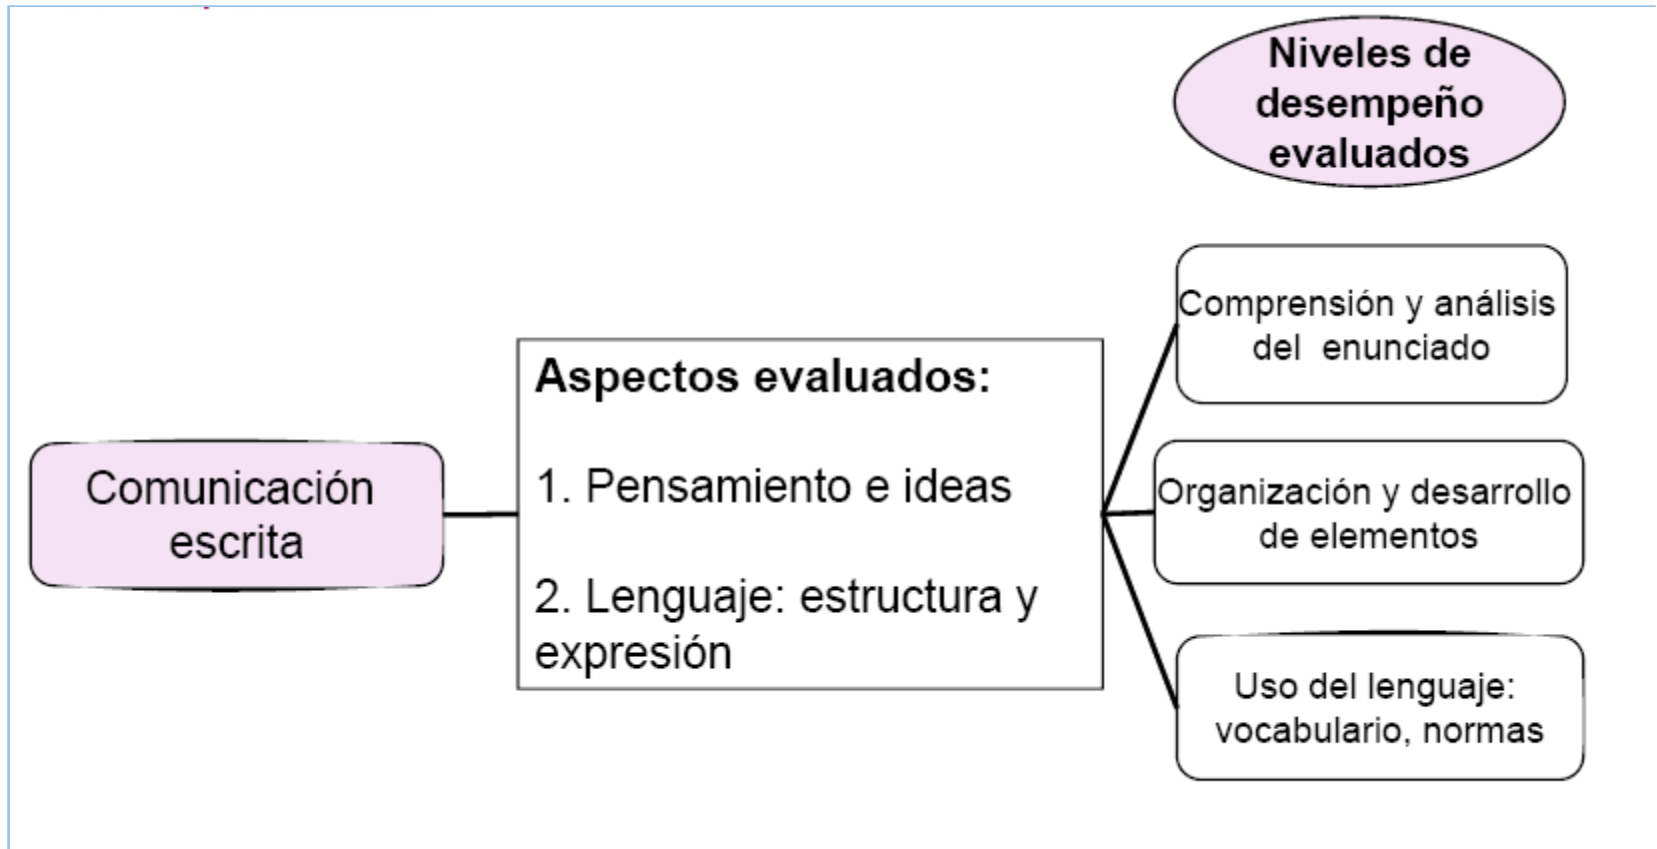 Niveles de
desempeño
evaluados
Comunicación
escrita
Aspectos evaluados:
1. Pensamiento e ideas
2. Lenguaje: estructura y
expresión
Comprensión y análisis
del enunciado
Organización y desarrollo
de elementos
Uso del lenguaje:
vocabulario, normas